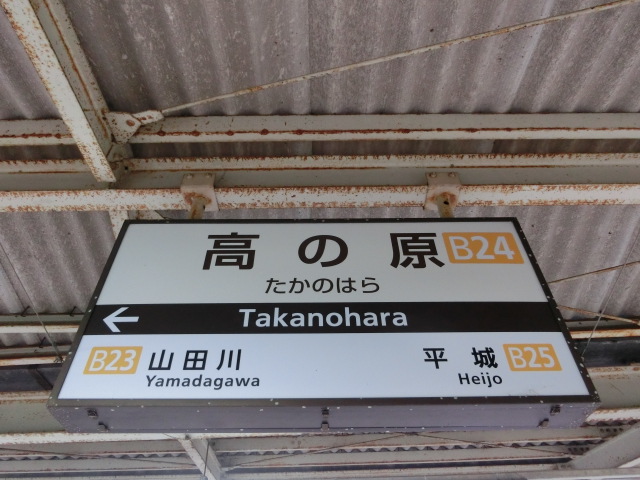 高の原 B24
たかのはら
← Takanohara
B23 山田川 平城 B25
Yamadagawa Heijo